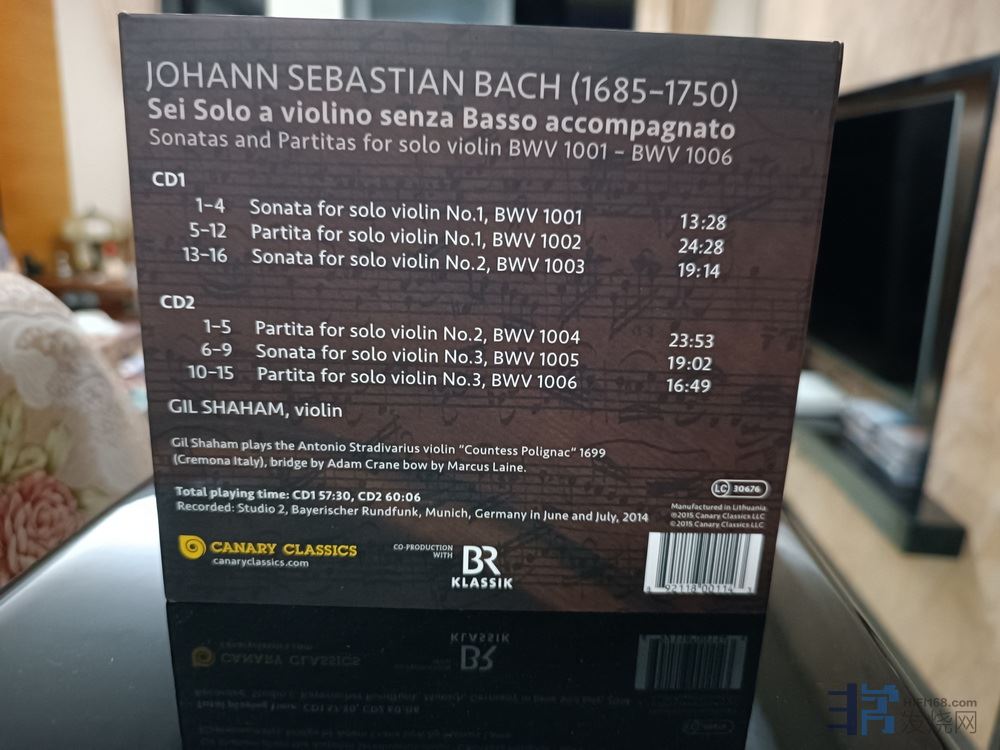 JOHANN SEBASTIAN BACH (1685-1750)
Sei Solo a violino senza Basso accompagnato
Sonatas and Partitas for solo violin BWV 1001 - BWV 1006
CD1
1-4 Sonata for solo violin No.1, BWV 1001 13:28
5-12 Partita for solo violin No.1, BWV 1002 24:28
13-16 Sonata for solo violin No.2, BWV 1003 19:14
CD2
1-5 Partita for solo violin No.2, BWV 1004 23:53
6-9 Sonata for solo violin No.3, BWV 1005 19:02
10-15 Partita for solo violin No.3, BWV 1006 16:49
GIL SHAHAM, violin
Gil Shaham plays the Antonio Stradivarius violin "Countess Polignac" 1699
(Cremona Italy), bridge by Adam Crane bow by Marcus Laine.
Total playing time: CD1 57:30, CD2 60:06
Recorded: Studio 2, Bayerischer Rundfunk, Munich, Germany in June and July, 2014
LC 30676
Manufactured in Lithuania
℗2015 Canary Classics LLC
©2015 Canary Classics LLC
CANARY CLASSICS
canaryclassics.com
CO-PRODUCTION
WITH
BR
KLASSIK
HIFI168.com
发烧网